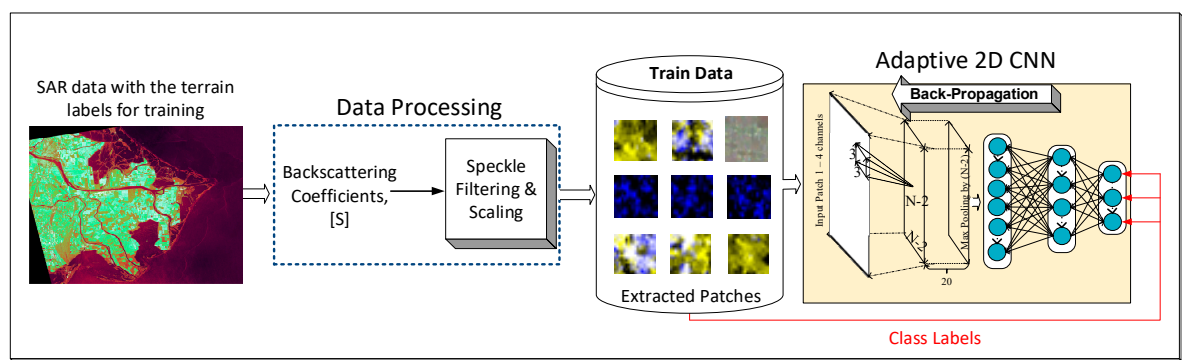 SAR data with the terrain
labels for training
Data Processing
Backscattering
Coefficients,
[S]
Speckle
Filtering &
Scaling
Train Data
Extracted Patches
Adaptive 2D CNN
Back-Propagation
Input Patch 1 – 4 channels
3
3
N-2
N-2
Max Pooling by (N-2)
20
Class Labels